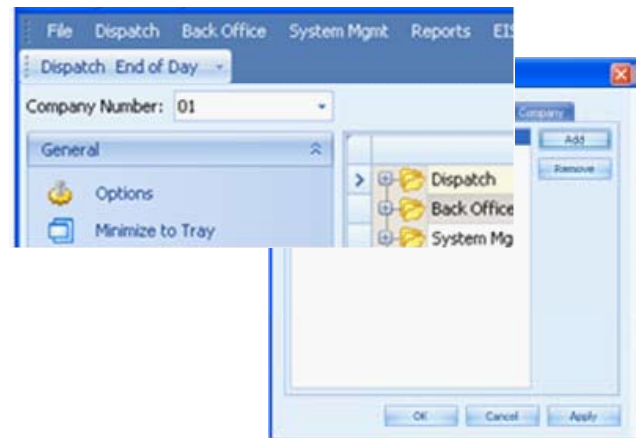 File Dispatch Back Office System Mgmt Reports EIS
Dispatch End of Day
Company Number: 01
General
Options
Minimize to Tray
Dispatch
Back Office
System Mg
Company
Add
Remove
OK Cancel Apply